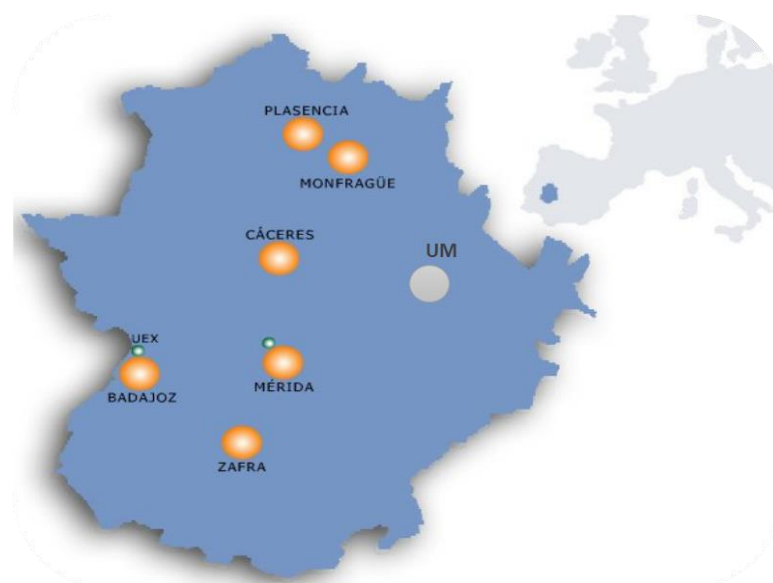 PLASENCIA
MONFRAGÜE
CÁCERES
UM
UEX
BADAJOZ
MÉRIDA
ZAFRA